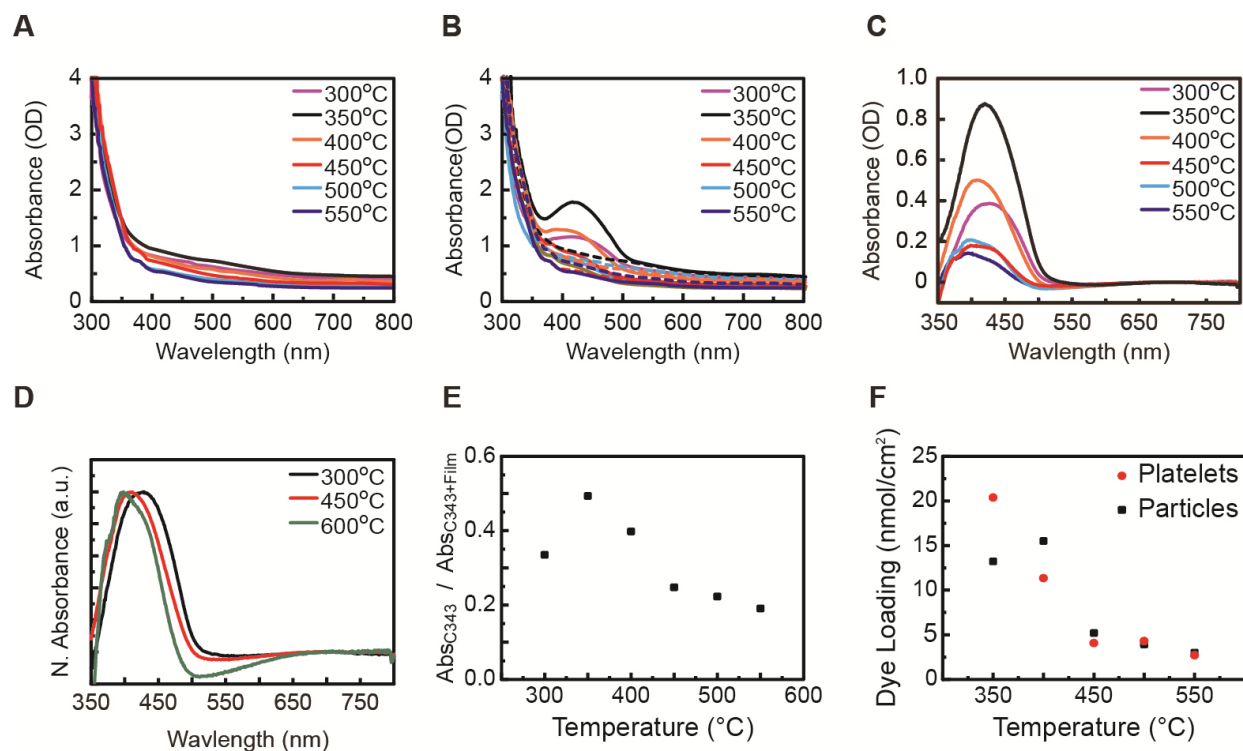 A
Absorbance (OD)
4
3
2
1
0
300°C
350°C
400°C
450°C
500°C
550°C
300 400 500 600 700 800
Wavelength (nm)
B
Absorbance(OD)
4
3
2
1
0
300°C
350°C
400°C
450°C
500°C
550°C
300 400 500 600 700 800
Wavelength (nm)
C
Absorbance (OD)
1.0
0.8
0.6
0.4
0.2
0
300°C
350°C
400°C
450°C
500°C
550°C
350 450 550 650 750
Wavlength (nm)
D
N. Absorbance (a.u.)
300°C
450°C
600°C
350 450 550 650 750
Wavlength (nm)
E
AbsC343 / AbsC343+Film
0.6
0.4
0.2
0.0
300 400 500 600
Temperature (°C)
F
Dye Loading (nmol/cm²)
25
20
15
10
5
0
Platelets
Particles
350 450 550
Temperature (°C)